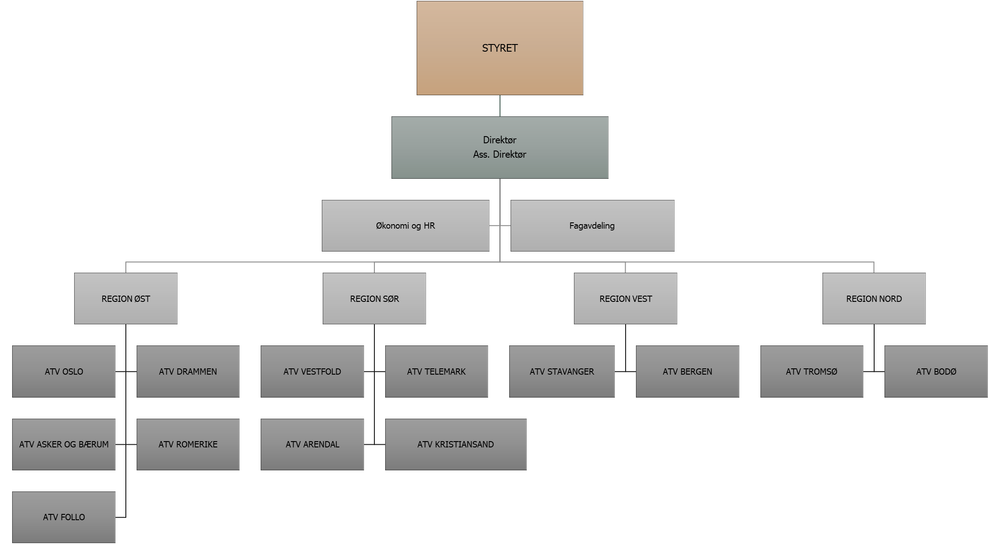 STYRET
Direktør
Ass. Direktør
Økonomi og HR
Fagavdeling
REGION ØST
REGION SØR
REGION VEST
REGION NORD
ATV OSLO
ATV DRAMMEN
ATV VESTFOLD
ATV TELEMARK
ATV STAVANGER
ATV BERGEN
ATV TROMSØ
ATV BODØ
ATV ASKER OG BÆRUM
ATV ROMERIKE
ATV ARENDAL
ATV KRISTIANSAND
ATV FOLLO